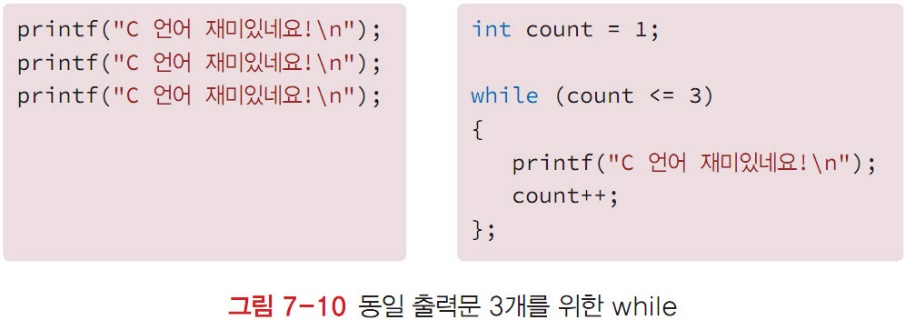 printf("C 언어 재미있네요!\n");
printf("C 언어 재미있네요!\n");
printf("C 언어 재미있네요!\n");
int count = 1;
while (count <= 3)
{
printf("C 언어 재미있네요!\n");
count++;
};
그림 7-10 동일 출력문 3개를 위한 while